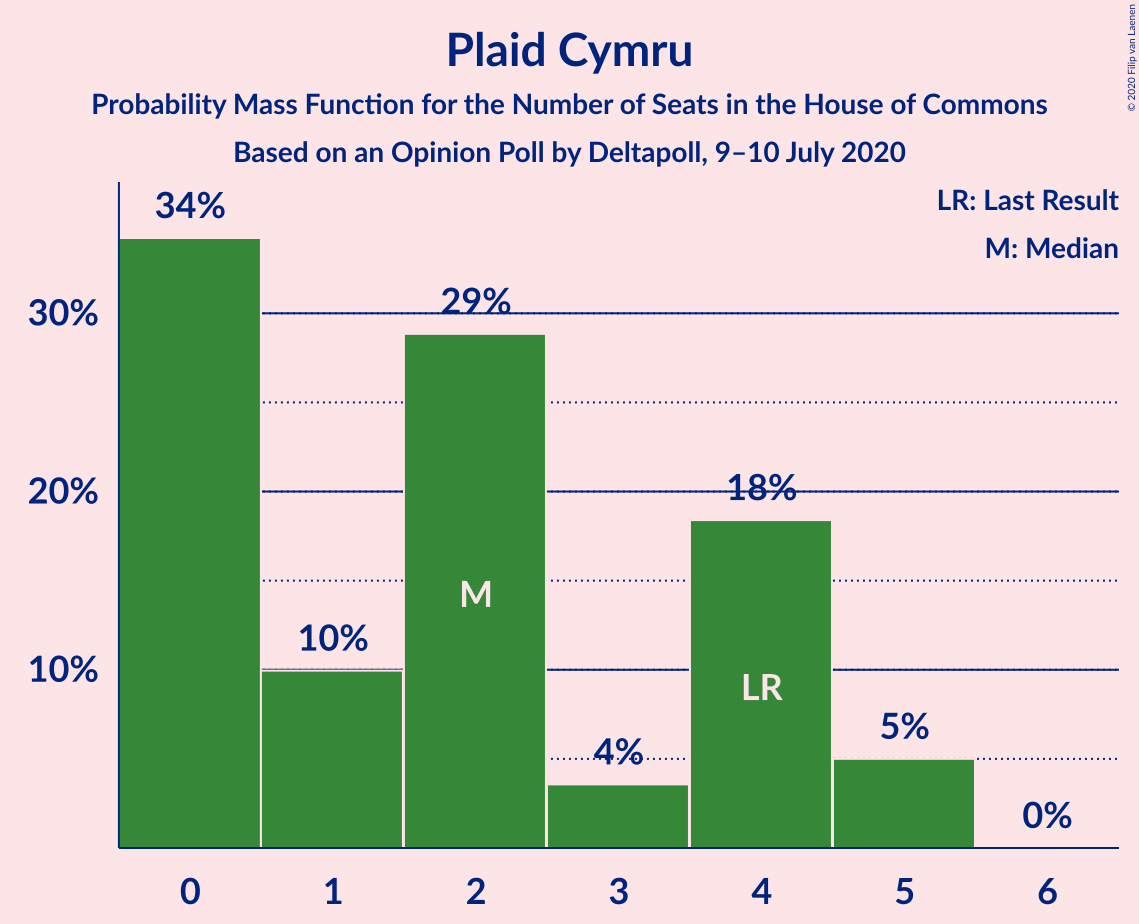 Plaid Cymru
Probability Mass Function for the Number of Seats in the House of Commons
Based on an Opinion Poll by Deltapoll, 9–10 July 2020
© 2020 Filip van Laenen
LR: Last Result
M: Median
34%
29%
30%
18%
20%
M
10%
10%
LR
5%
4%
0%
0 1 2 3 4 5 6